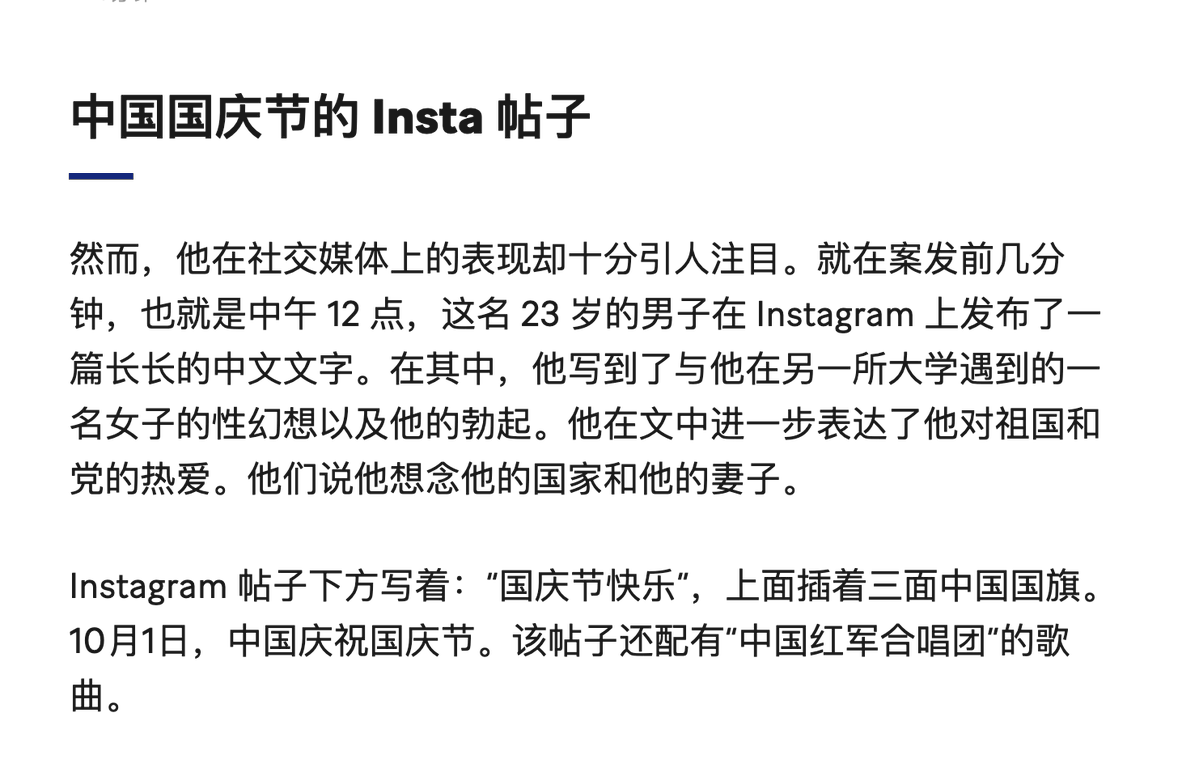 中国国庆节的 Insta 帖子
然而，他在社交媒体上的表现却十分引人注目。就在案发前几分
钟，也就是中午 12 点，这名 23 岁的男子在 Instagram 上发布了一
篇长长的中文文字。在其中，他写到了与他在另一所大学遇到的一
名女子的性幻想以及他的勃起。他在文中进一步表达了他对祖国和
党的热爱。他们说他想念他的国家和他的妻子。
Instagram 帖子下方写着："国庆节快乐"，上面插着三面中国国旗。
10月1日，中国庆祝国庆节。该帖子还配有"中国红军合唱团"的歌
曲。